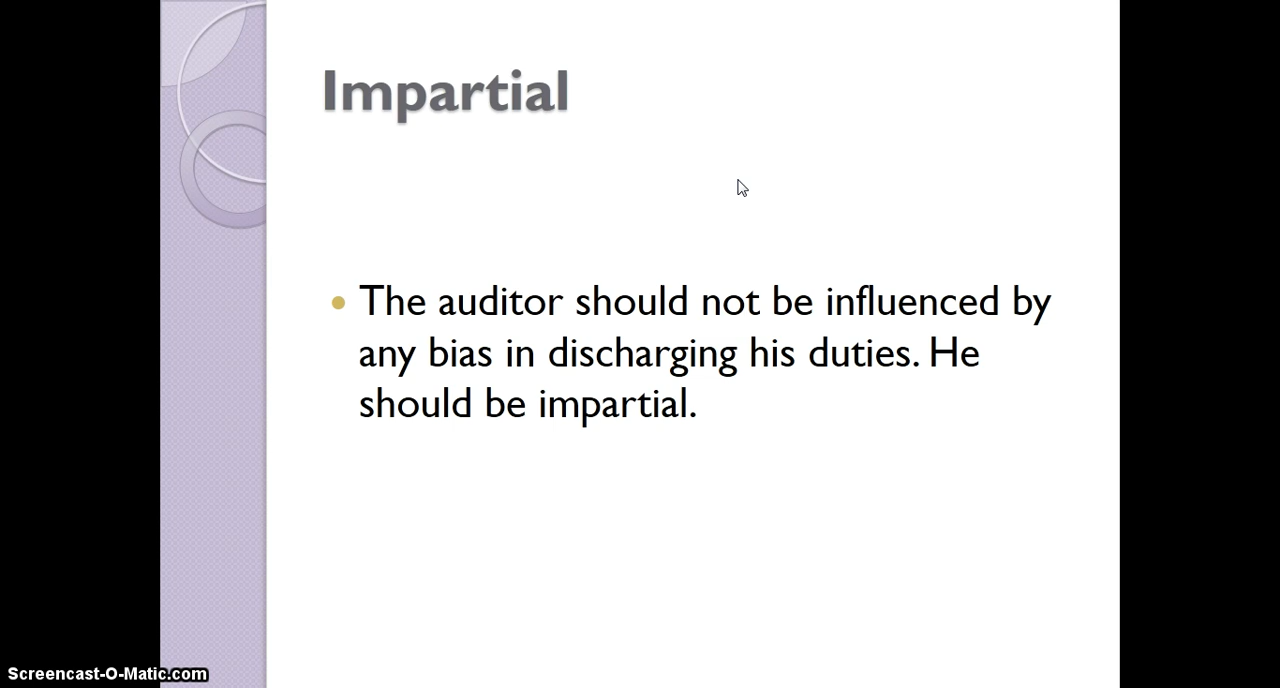 Impartial
The auditor should not be influenced by
any bias in discharging his duties. He
should be impartial.
Screencast-O-Matic.com